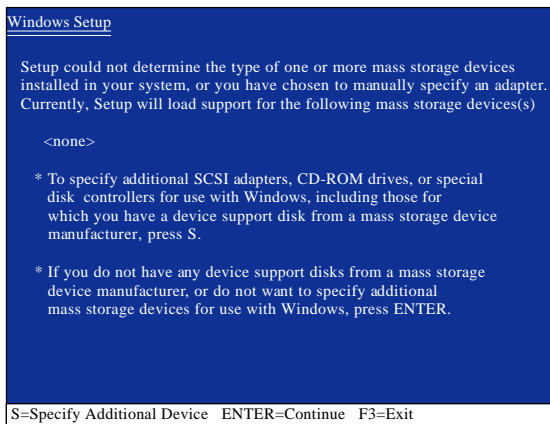 Windows Setup
Setup could not determine the type of one or more mass storage devices
installed in your system, or you have chosen to manually specify an adapter.
Currently, Setup will load support for the following mass storage devices(s)
<none>
* To specify additional SCSI adapters, CD-ROM drives, or special
disk controllers for use with Windows, including those for
which you have a device support disk from a mass storage device
manufacturer, press S.
* If you do not have any device support disks from a mass storage
device manufacturer, or do not want to specify additional
mass storage devices for use with Windows, press ENTER.
S=Specify Additional Device ENTER=Continue F3=Exit